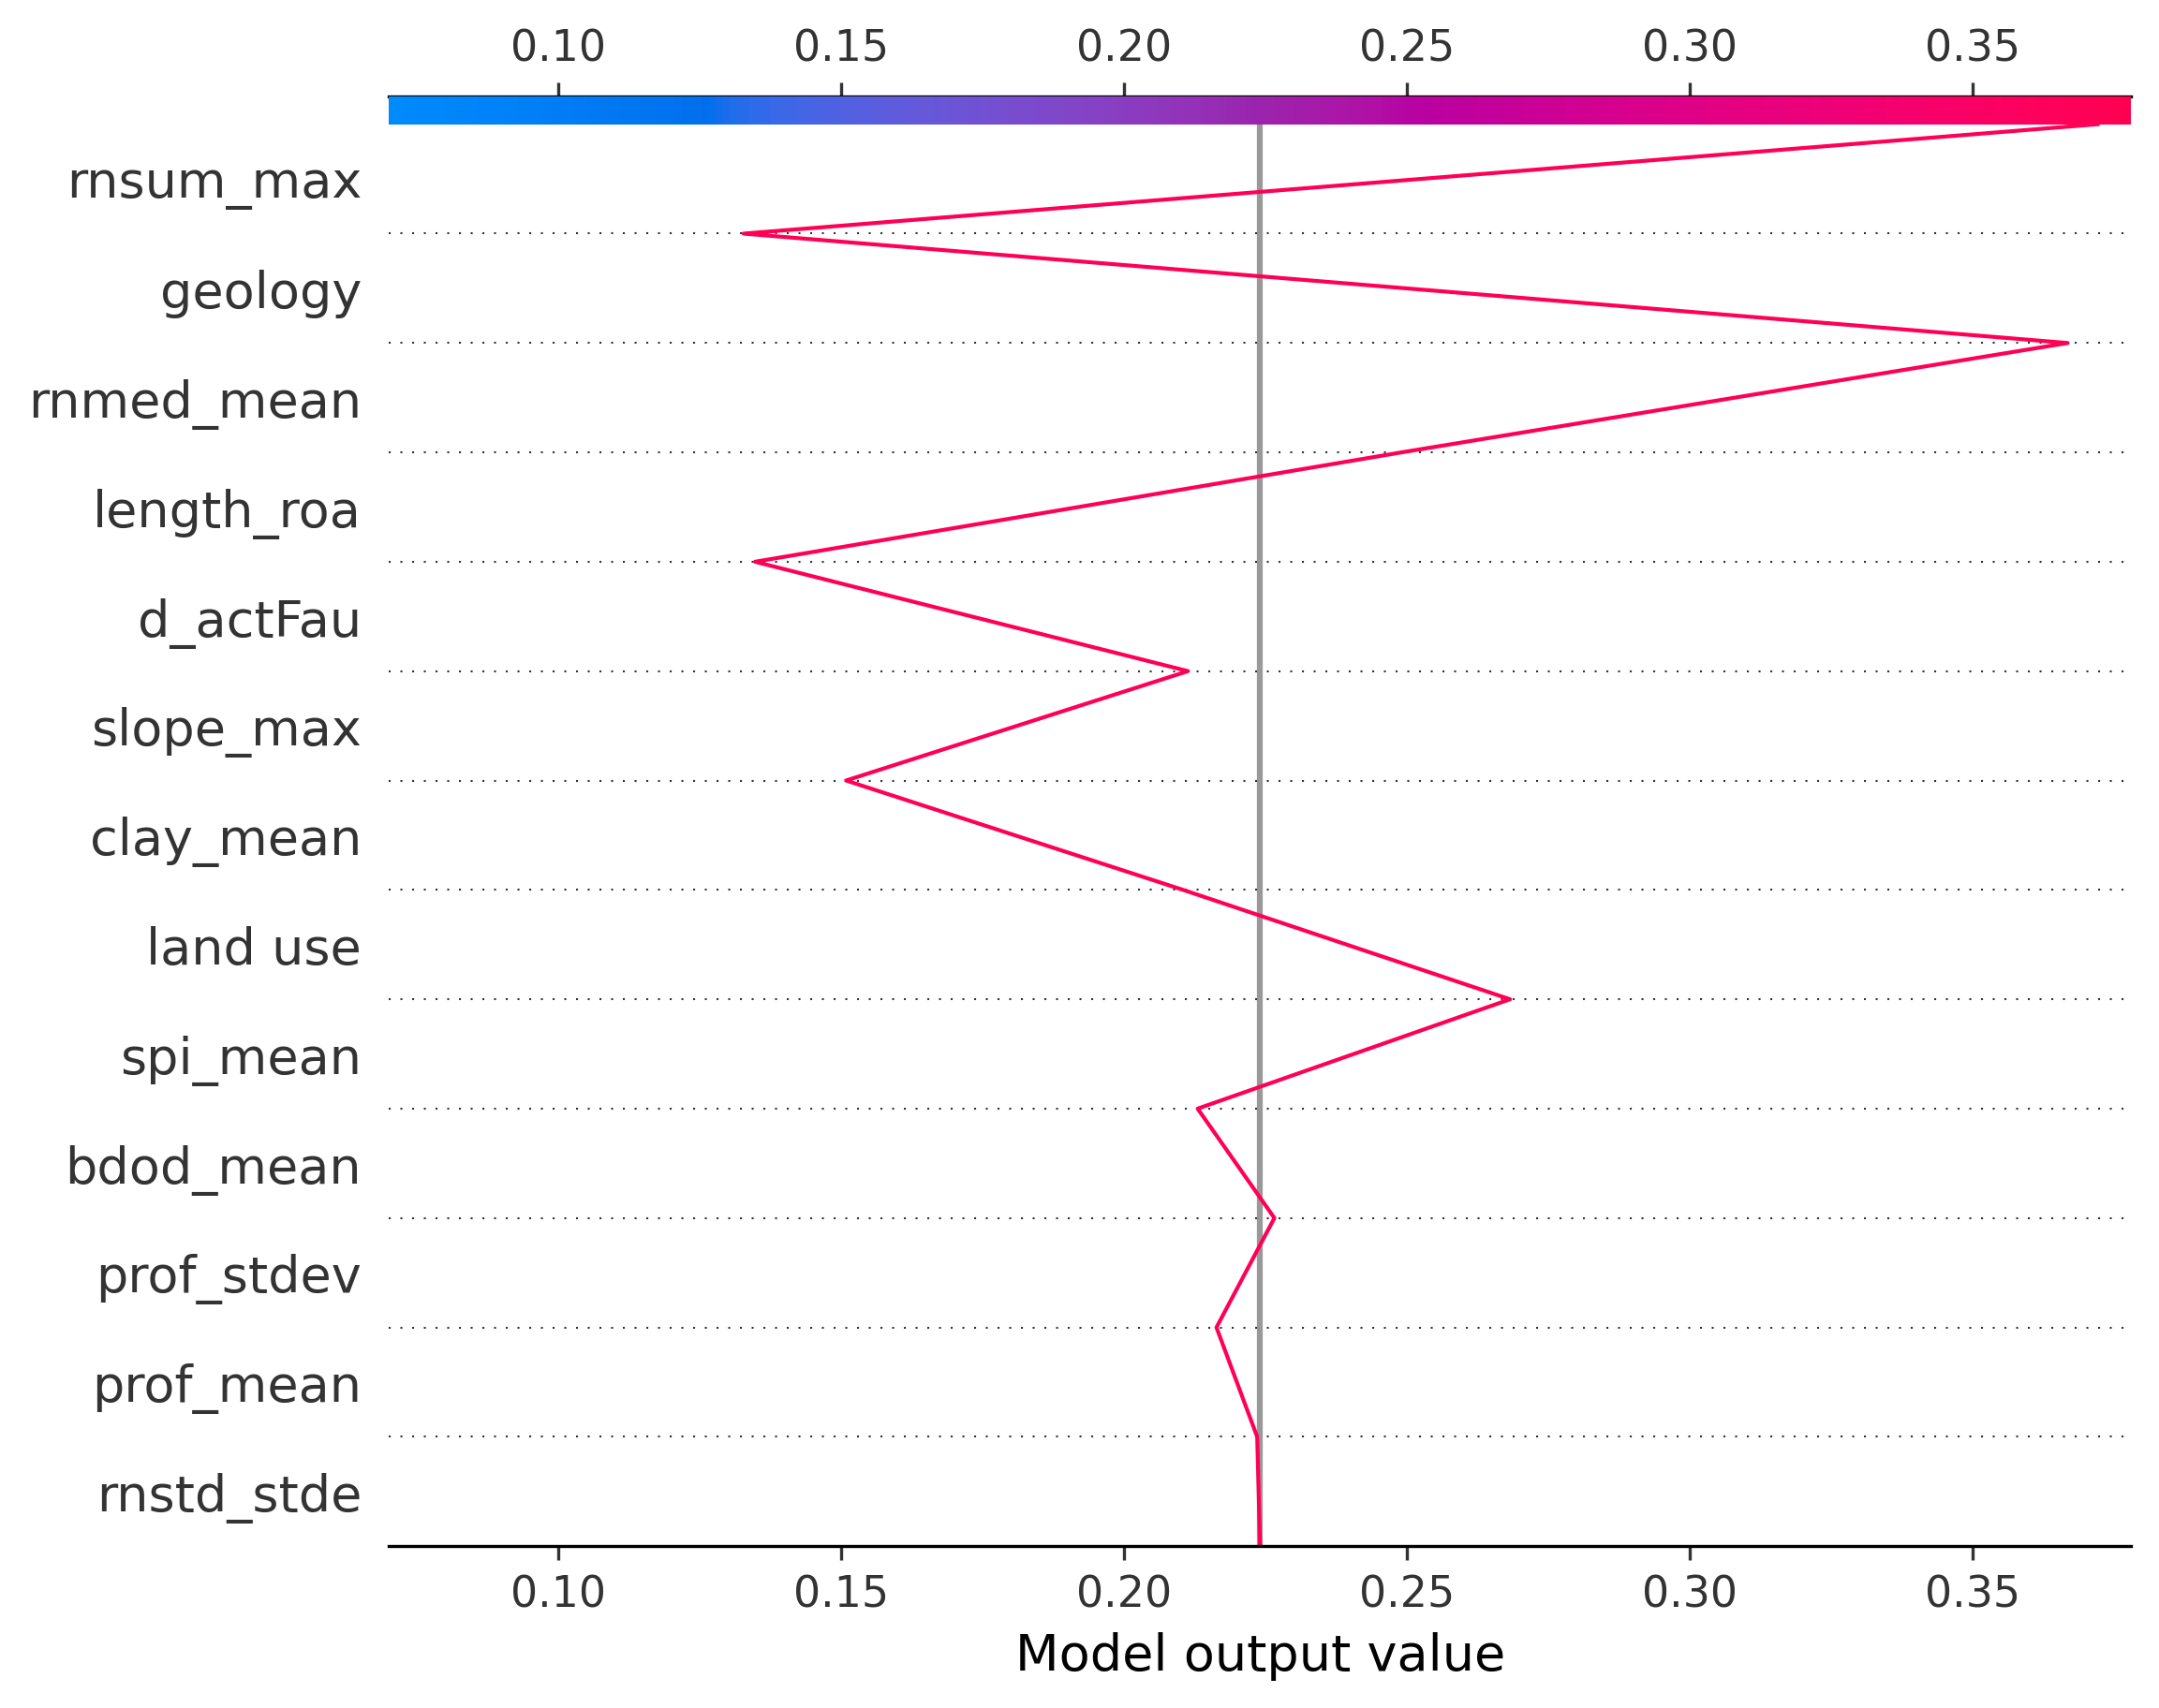 0.10 0.15 0.20 0.25 0.30 0.35
rnsum_max
geology
rnmed_mean
length_roa
d_actFau
slope_max
clay_mean
land use
spi_mean
bdod_mean
prof_stdev
prof_mean
rnstd_stde
0.10 0.15 0.20 0.25 0.30 0.35
Model output value